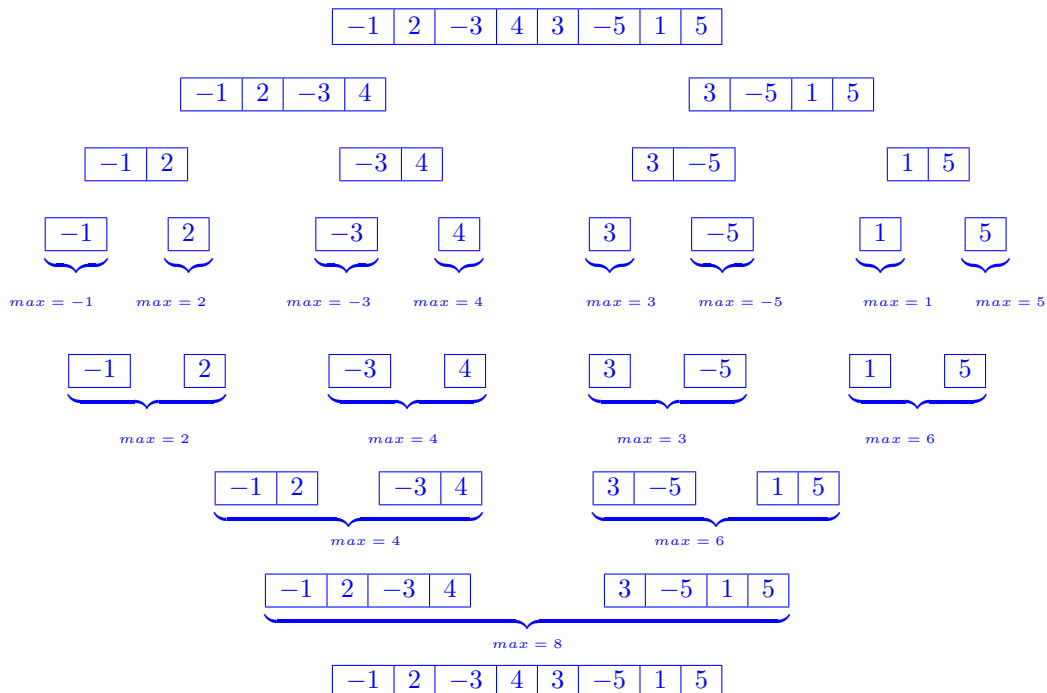 −1 2 −3 4 3 −5 1 5
−1 2 −3 4 3 −5 1 5
−1 2 −3 4 3 −5 1 5
−1 2 −3 4 3 −5 1 5
max = −1 max = 2 max = −3 max = 4 max = 3 max = −5 max = 1 max = 5
−1 2 −3 4 3 −5 1 5
max = 2 max = 4 max = 3 max = 6
−1 2 −3 4 3 −5 1 5
max = 4 max = 6
−1 2 −3 4 3 −5 1 5
max = 8
−1 2 −3 4 3 −5 1 5